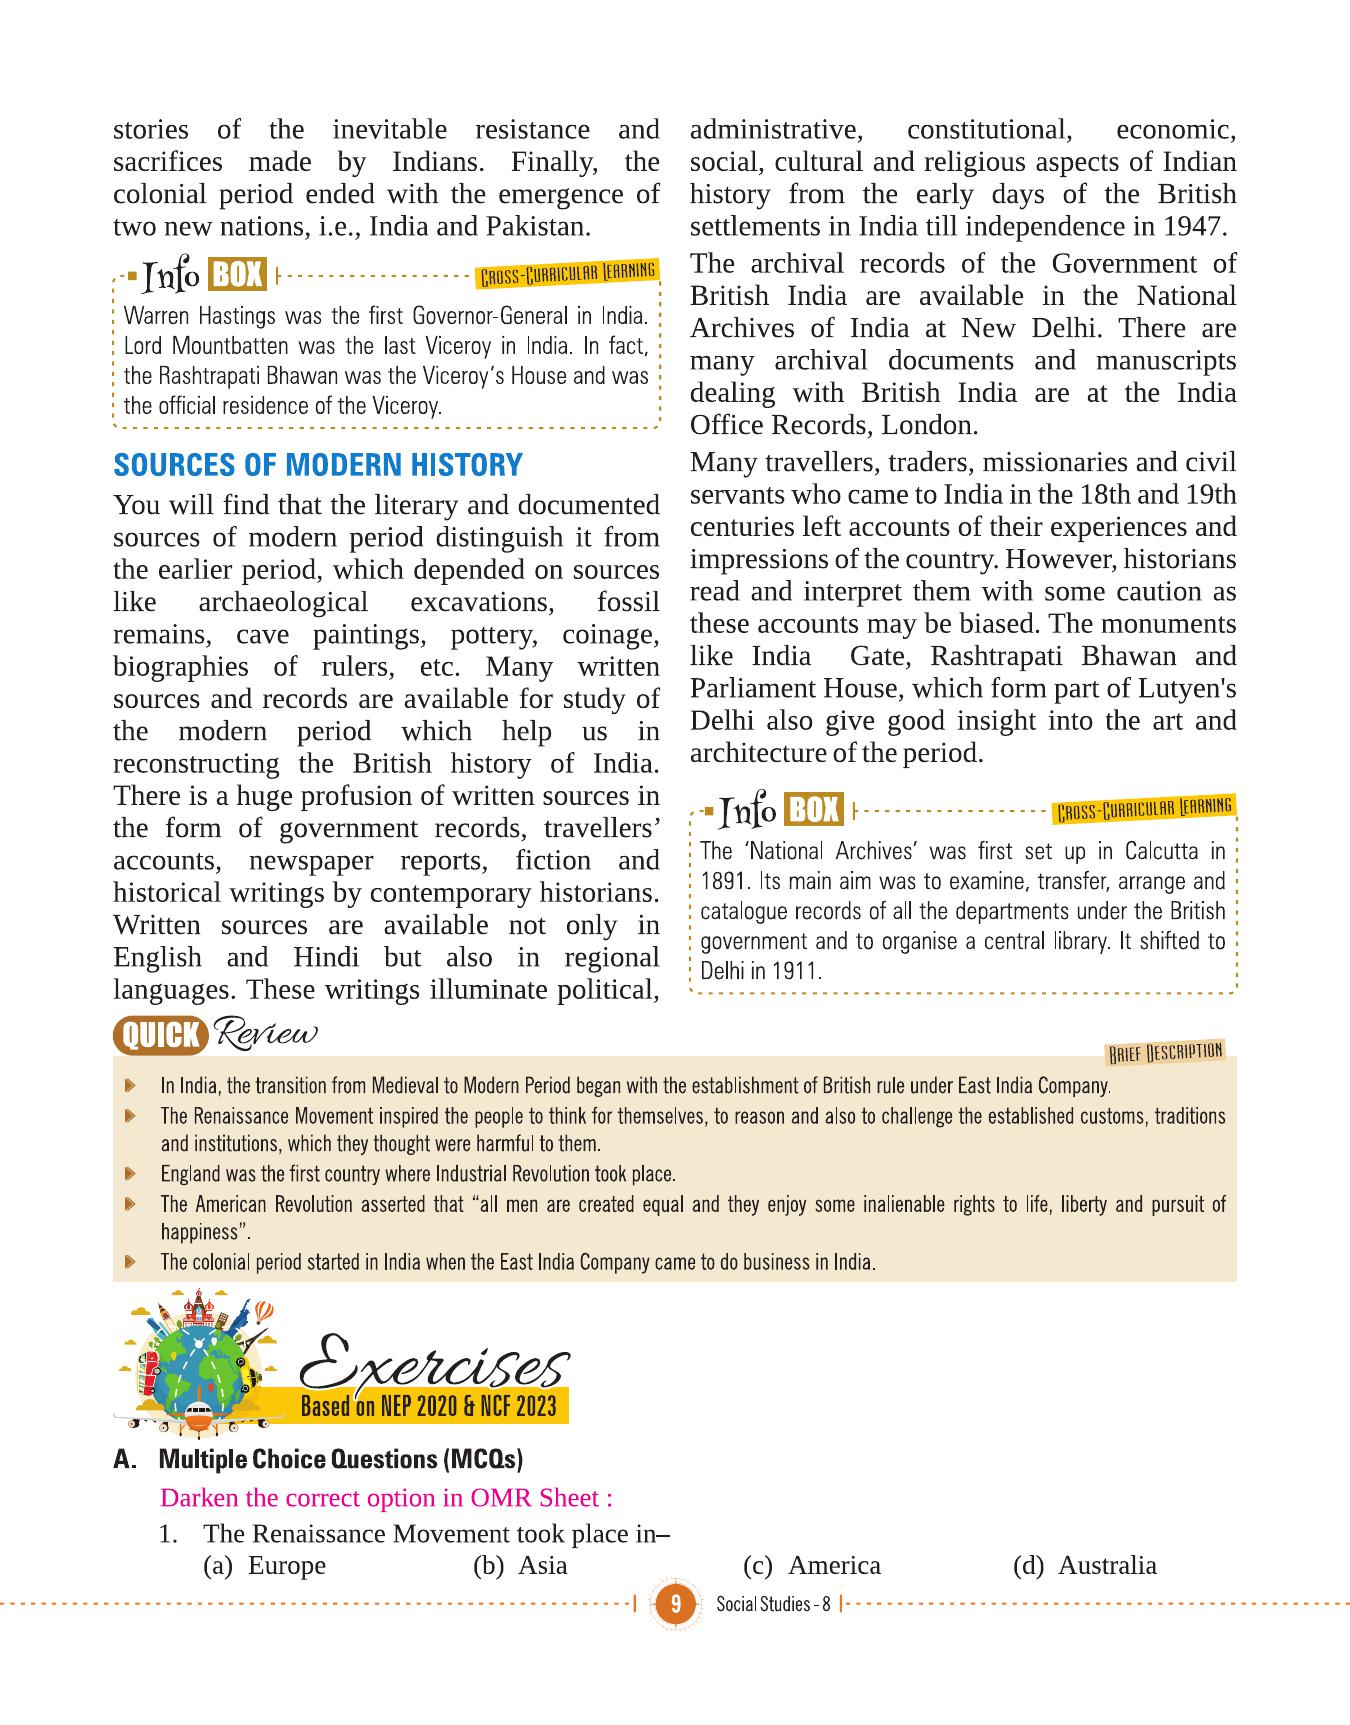 stories of the inevitable resistance and
sacrifices made by Indians. Finally, the
colonial period ended with the emergence of
two new nations, i.e., India and Pakistan.
Info BOX
CROSS-CURRICULAR LEARNING
Warren Hastings was the first Governor-General in India.
Lord Mountbatten was the last Viceroy in India. In fact,
the Rashtrapati Bhawan was the Viceroy's House and was
the official residence of the Viceroy.
SOURCES OF MODERN HISTORY
You will find that the literary and documented
sources of modern period distinguish it from
the earlier period, which depended on sources
like archaeological excavations, fossil
remains, cave paintings, pottery, coinage,
biographies of rulers, etc. Many written
sources and records are available for study of
the modern period which help us in
reconstructing the British history of India.
There is a huge profusion of written sources in
the form of government records, travellers'
accounts, newspaper reports, fiction and
historical writings by contemporary historians.
Written sources are available not only in
English and Hindi but also in regional
languages. These writings illuminate political,
administrative, constitutional, economic,
social, cultural and religious aspects of Indian
history from the early days of the British
settlements in India till independence in 1947.
The archival records of the Government of
British India are available in the National
Archives of India at New Delhi. There are
many archival documents and manuscripts
dealing with British India are at the India
Office Records, London.
Many travellers, traders, missionaries and civil
servants who came to India in the 18th and 19th
centuries left accounts of their experiences and
impressions of the country. However, historians
read and interpret them with some caution as
these accounts may be biased. The monuments
like India Gate, Rashtrapati Bhawan and
Parliament House, which form part of Lutyen's
Delhi also give good insight into the art and
architecture of the period.
Info BOX
CROSS-CURRICULAR LEARNING
The 'National Archives' was first set up in Calcutta in
1891. Its main aim was to examine, transfer, arrange and
catalogue records of all the departments under the British
government and to organise a central library. It shifted to
Delhi in 1911.
QUICK Review
BRIEF DESCRIPTION
In India, the transition from Medieval to Modern Period began with the establishment of British rule under East India Company.
The Renaissance Movement inspired the people to think for themselves, to reason and also to challenge the established customs, traditions
and institutions, which they thought were harmful to them.
England was the first country where Industrial Revolution took place.
The American Revolution asserted that "all men are created equal and they enjoy some inalienable rights to life, liberty and pursuit of
happiness".
The colonial period started in India when the East India Company came to do business in India.
Exercises
Based on NEP 2020 & NCF 2023
A. Multiple Choice Questions (MCQs)
Darken the correct option in OMR Sheet :
1. The Renaissance Movement took place in–
(a) Europe (b) Asia (c) America (d) Australia
9 Social Studies - 8